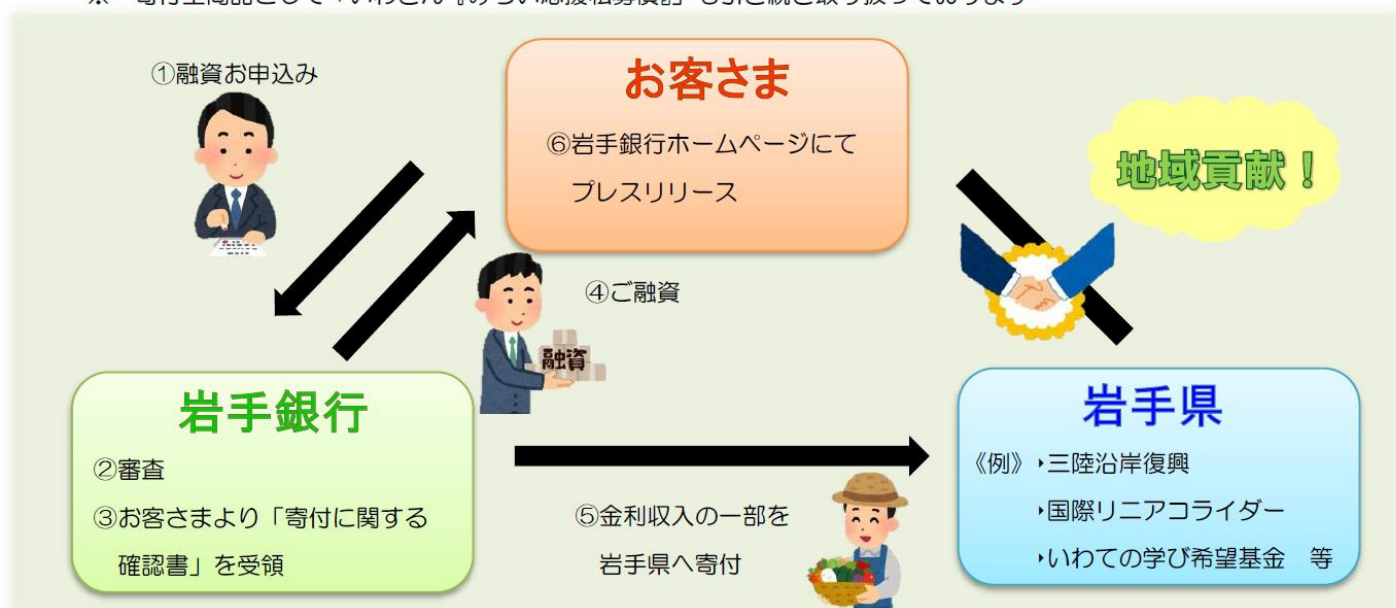 ①融資お申込み
お客さま
⑥岩手銀行ホームページにて
プレスリリース
地域貢献！
④ご融資
融資
岩手銀行
②審査
③お客さまより「寄付に関する
確認書」を受領
⑤金利収入の一部を
岩手県へ寄付
岩手県
《例》・三陸沿岸復興
・国際リニアコライダー
・いわての学び希望基金　等